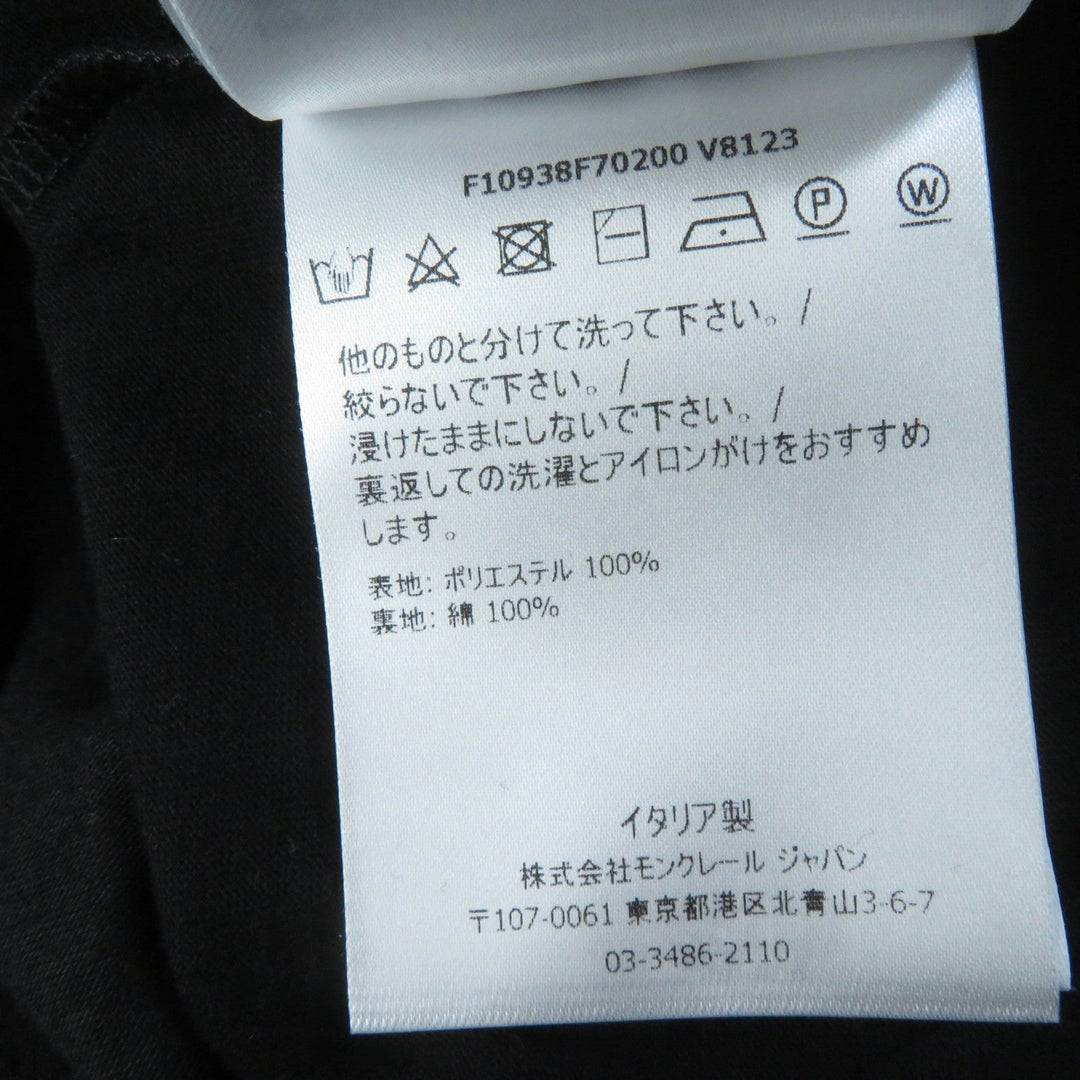 F10938F70200 V8123
P W
他のものと分けて洗って下さい。/
絞らないで下さい。/
浸けたままにしないで下さい。/
裏返しての洗濯とアイロンがけをおすすめ
します。
表地: ポリエステル 100%
裏地: 綿 100%
イタリア製
株式会社モンクレール ジャパン
〒107-0061 東京都港区北青山3-6-7
03-3486-2110